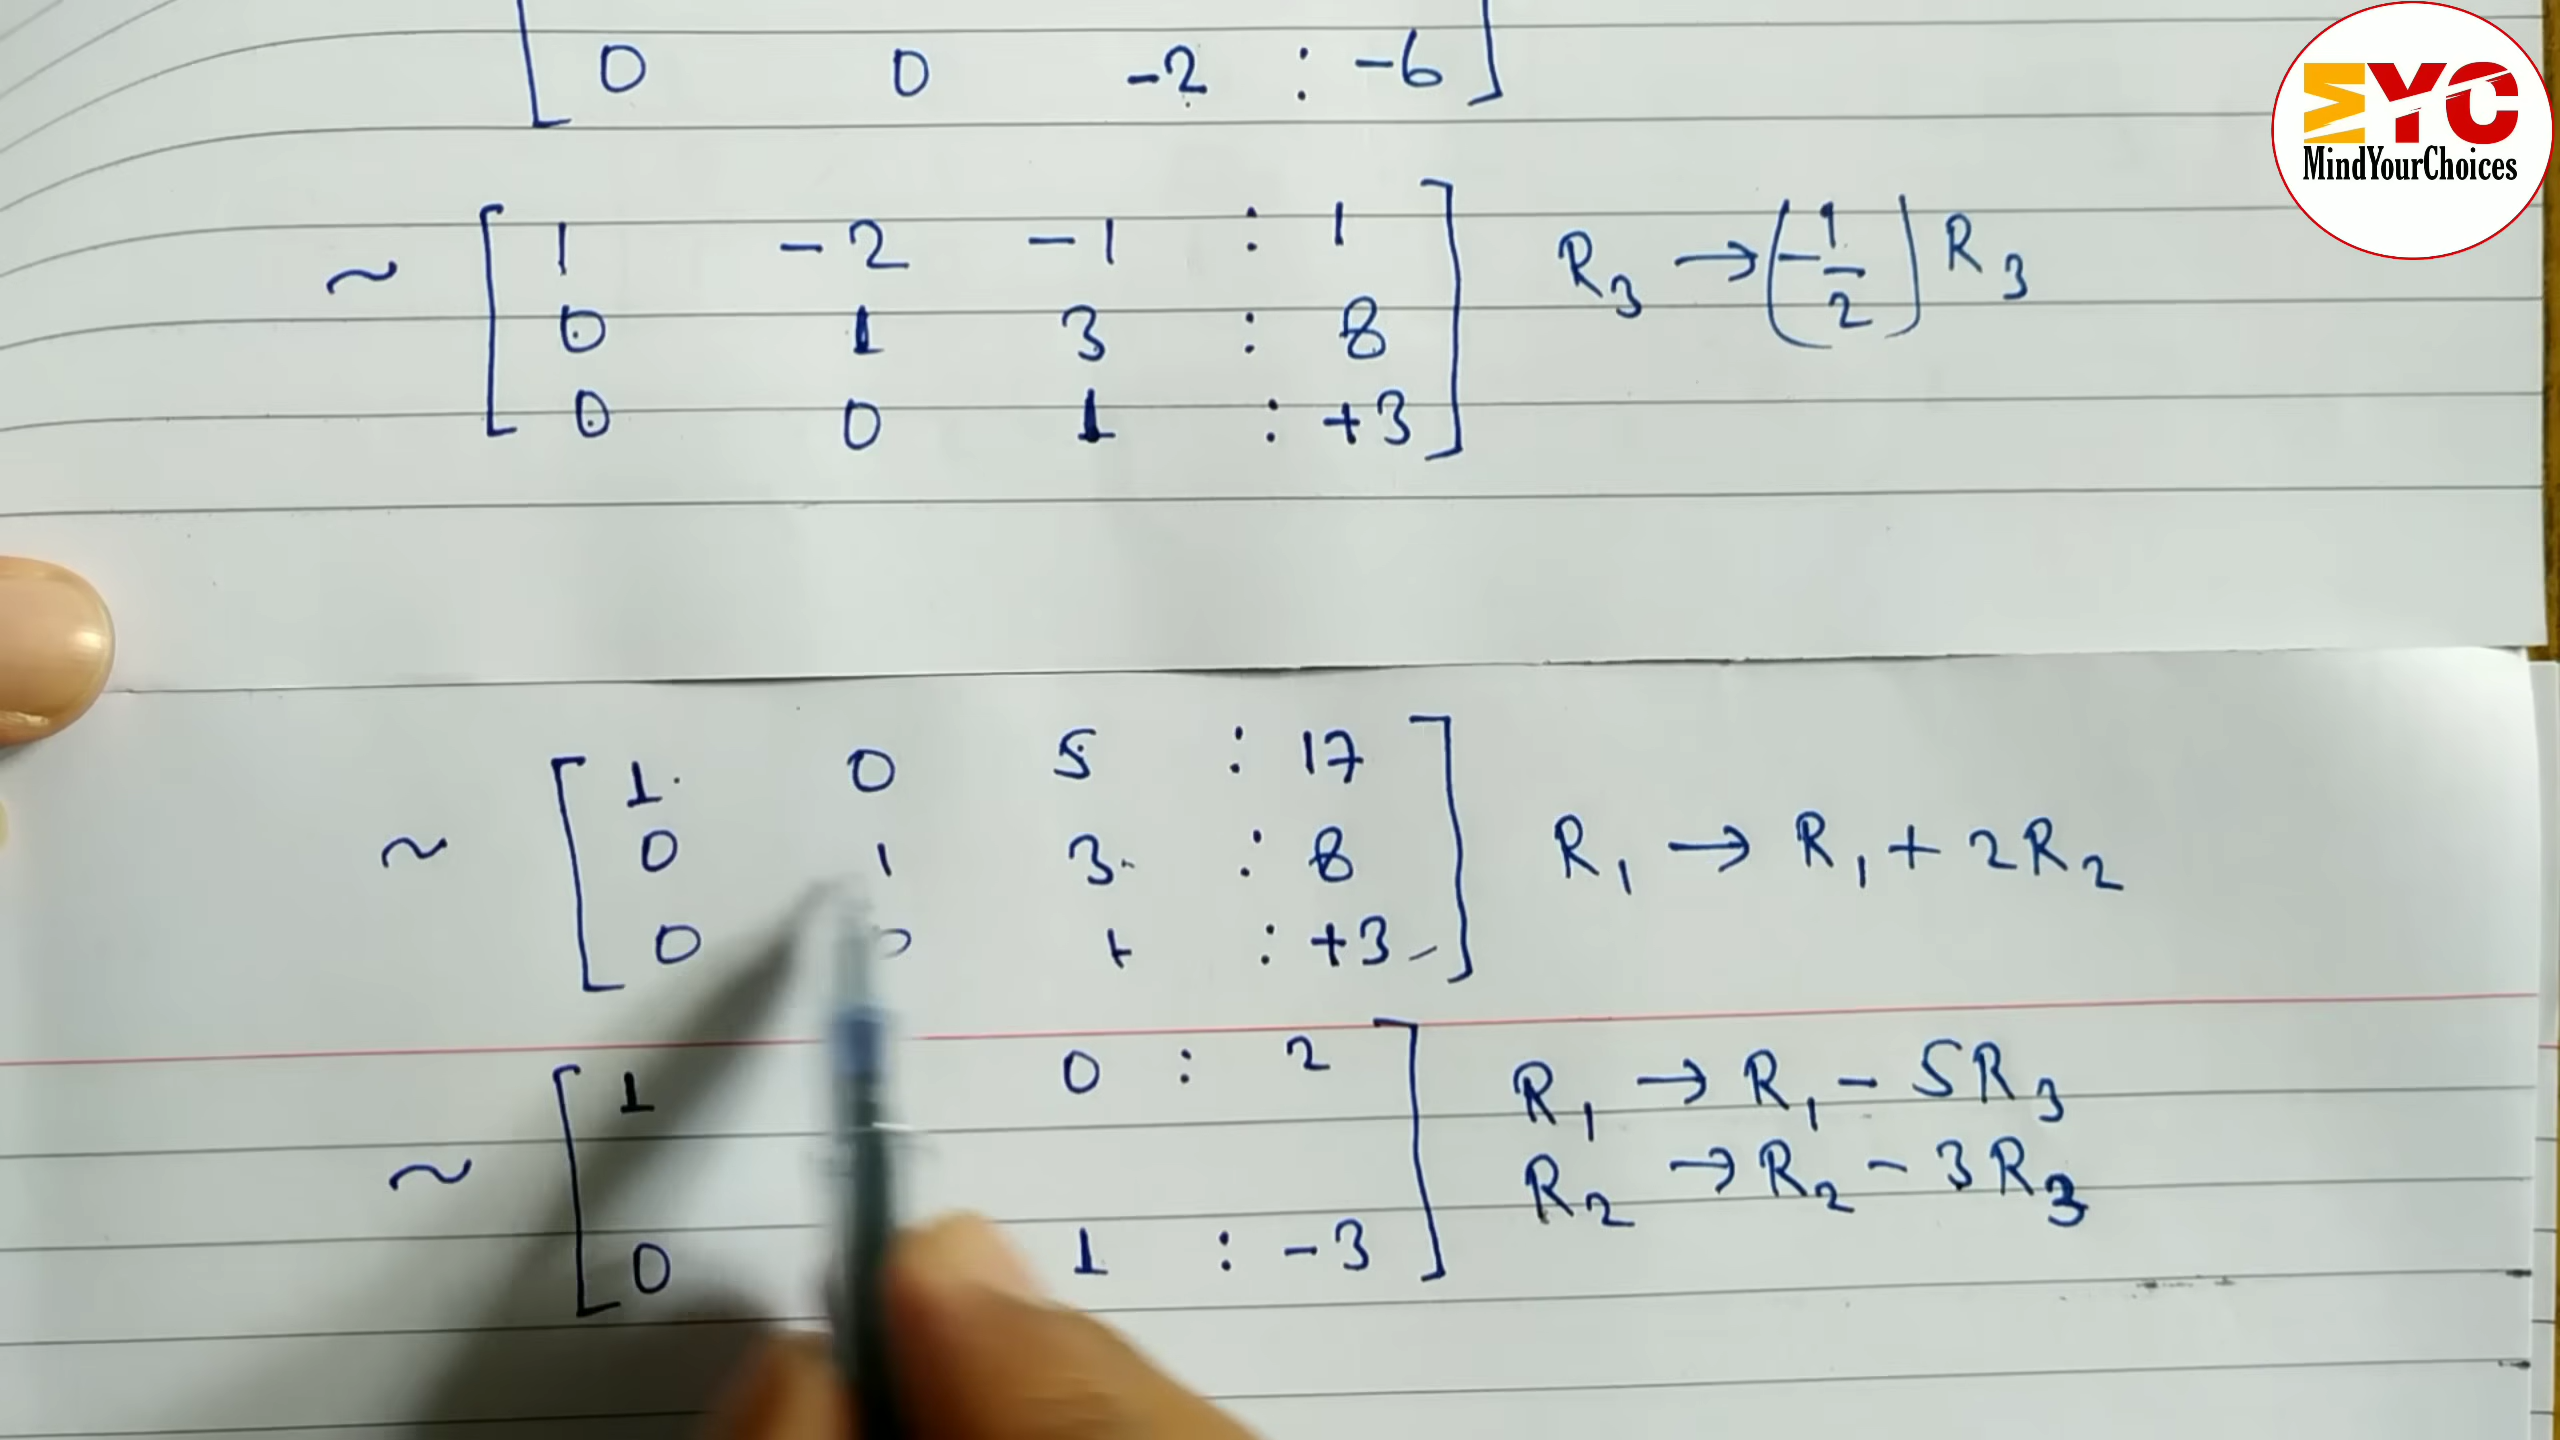 0 0 -2 : -6
MYC
MindYourChoices
~ [ 1 -2 -1 : 1 ] R3 → (-1/2) R3
0 1 3 : 8
0 0 1 : +3
~ [ 1 0 5 : 17
0 1 3 : 8 ] R1 → R1 + 2R2
0 0 1 : +3
~ [ 1 0 : 2 ] R1 → R1 - 5R3
R2 → R2 - 3R3
0 1 : -3